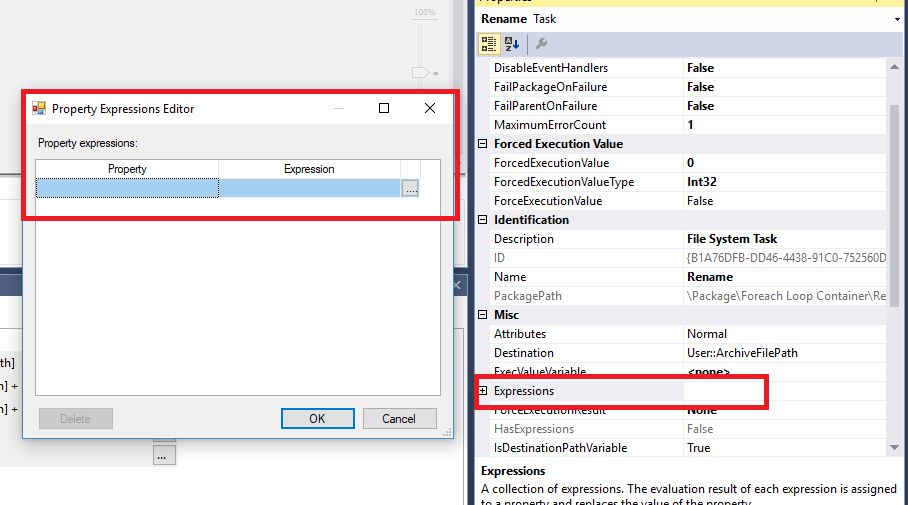 Rename Task
100%
DisableEventHandlers False
FailPackageOnFailure False
FailParentOnFailure False
MaximumErrorCount 1
Forced Execution Value
ForcedExecutionValue 0
ForcedExecutionValueType Int32
ForceExecutionValue False
Identification
Description File System Task
ID {B1A76DFB-DD46-4438-91C0-752560D
Name Rename
PackagePath \Package\Foreach Loop Container\Re
Misc
Attributes Normal
Destination User::ArchiveFilePath
ExecValueVariable <none>
Expressions
ForceExecutionResult None
HasExpressions False
IsDestinationPathVariable True
Expressions
A collection of expressions. The evaluation result of each expression is assigned
to a property and replaces the value of the property.
Property Expressions Editor
Property expressions:
Property Expression
....
Delete OK Cancel
th]
n] +
n] +
...